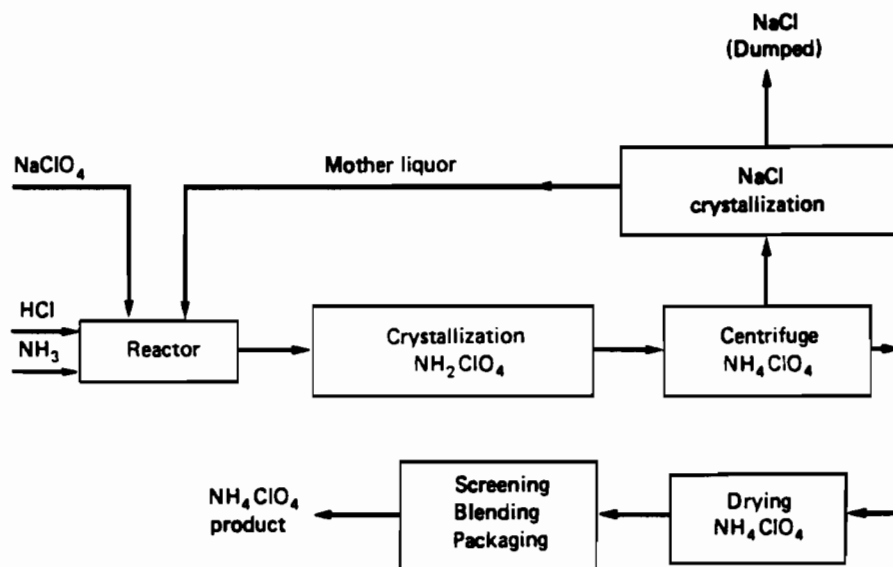 NaCl
(Dumped)
NaClO₄
Mother liquor
NaCl
crystallization
HCl
NH₃
Reactor
Crystallization
NH₂ClO₄
Centrifuge
NH₄ClO₄
NH₄ClO₄
product
Screening
Blending
Packaging
Drying
NH₄ClO₄